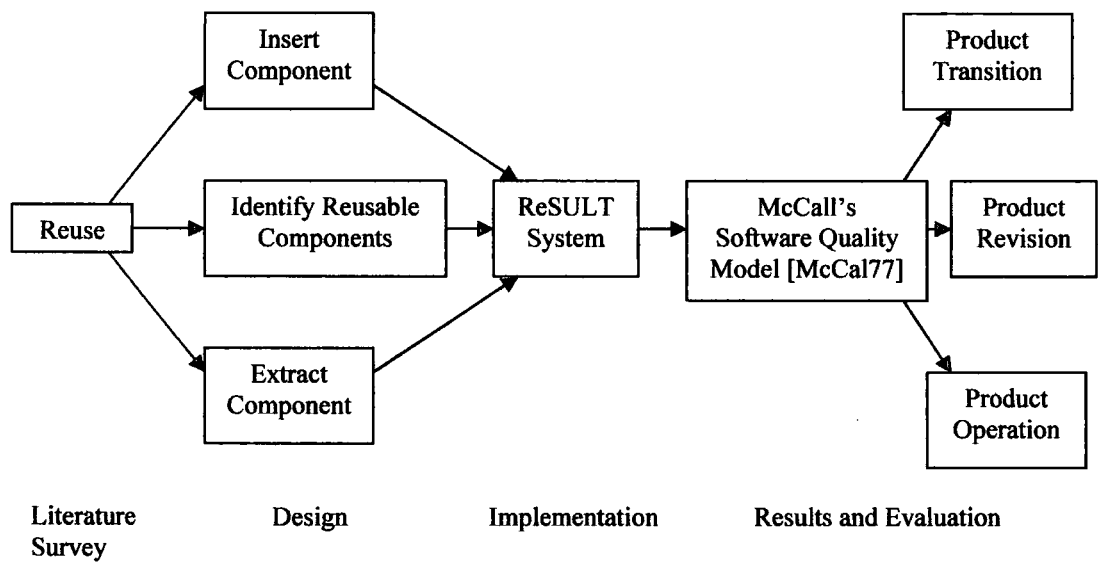 Insert
Component
Product
Transition
Reuse
Identify Reusable
Components
ReSULT
System
McCall's
Software Quality
Model [McCal77]
Product
Revision
Extract
Component
Product
Operation
Literature
Survey
Design
Implementation
Results and Evaluation